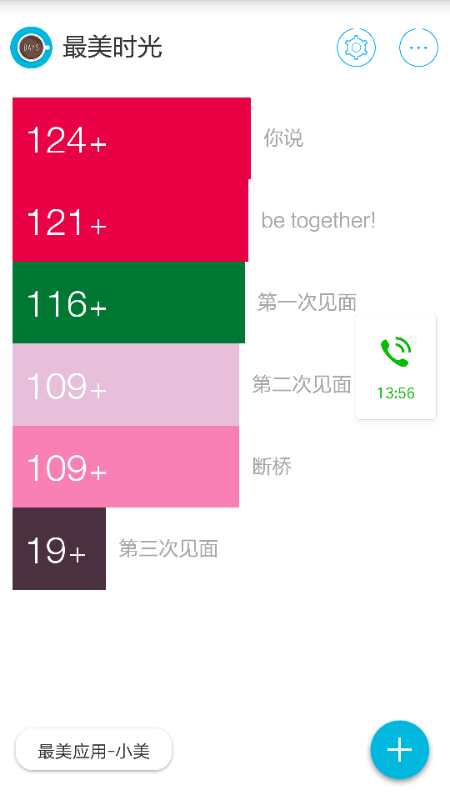 DAYS
最美时光
124+
你说
121+
be together!
116+
第一次见面
109+
第二次见面
13:56
109+
断桥
19+
第三次见面
最美应用-小美